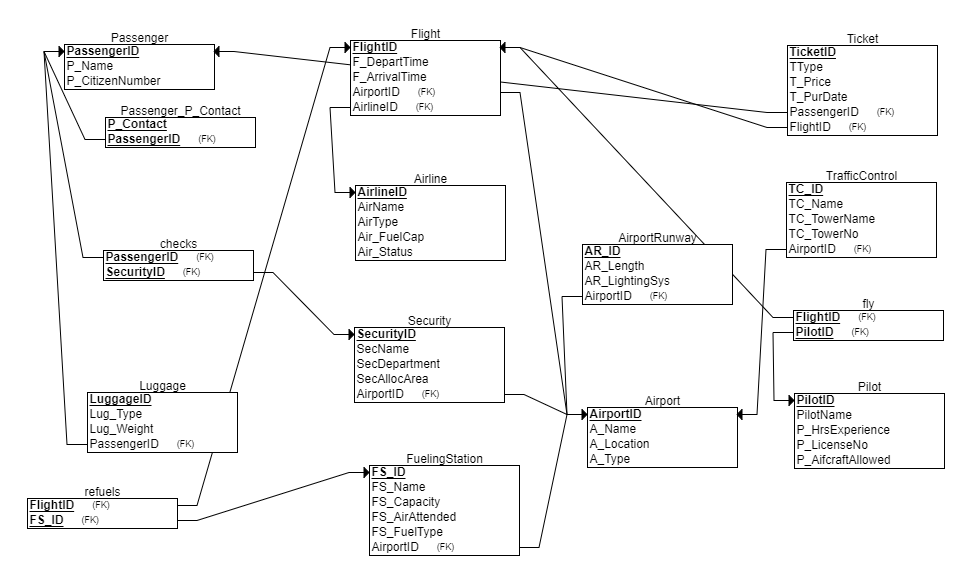 Passenger
PassengerID
P_Name
P_CitizenNumber
Flight
FlightID
F_DepartTime
F_ArrivalTime
AirportID (FK)
AirlineID (FK)
Ticket
TicketID
TType
T_Price
T_PurDate
PassengerID (FK)
FlightID (FK)
Passenger_P_Contact
P_Contact
PassengerID (FK)
Airline
AirlineID
AirName
AirType
Air_FuelCap
Air_Status
TrafficControl
TC_ID
TC_Name
TC_TowerName
TC_TowerNo
AirportID (FK)
checks
PassengerID (FK)
SecurityID (FK)
AirportRunway
AR_ID
AR_Length
AR_LightingSys
AirportID (FK)
fly
FlightID (FK)
PilotID (FK)
Security
SecurityID
SecName
SecDepartment
SecAllocArea
AirportID (FK)
Luggage
LuggageID
Lug_Type
Lug_Weight
PassengerID (FK)
Airport
AirportID
A_Name
A_Location
A_Type
Pilot
PilotID
PilotName
P_HrsExperience
P_LicenseNo
P_AifcraftAllowed
FuelingStation
FS_ID
FS_Name
FS_Capacity
FS_AirAttended
FS_FuelType
AirportID (FK)
refuels
FlightID (FK)
FS_ID (FK)